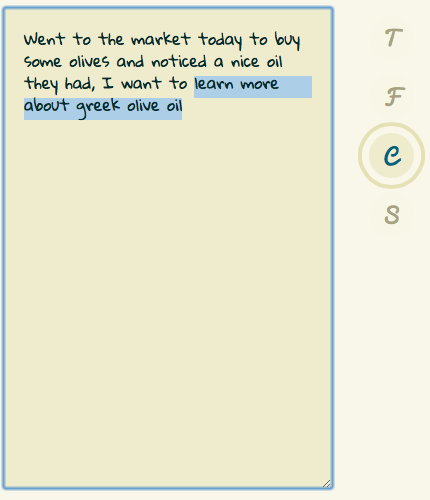 Went to the market today to buy
some olives and noticed a nice oil
they had, I want to learn more
about greek olive oil
T
F
C
S